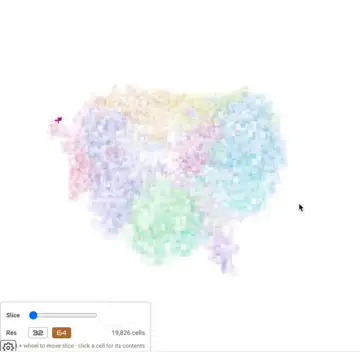 Slice
Res 32 64 19,826 cells
+ wheel to move slice · click a cell for its contents